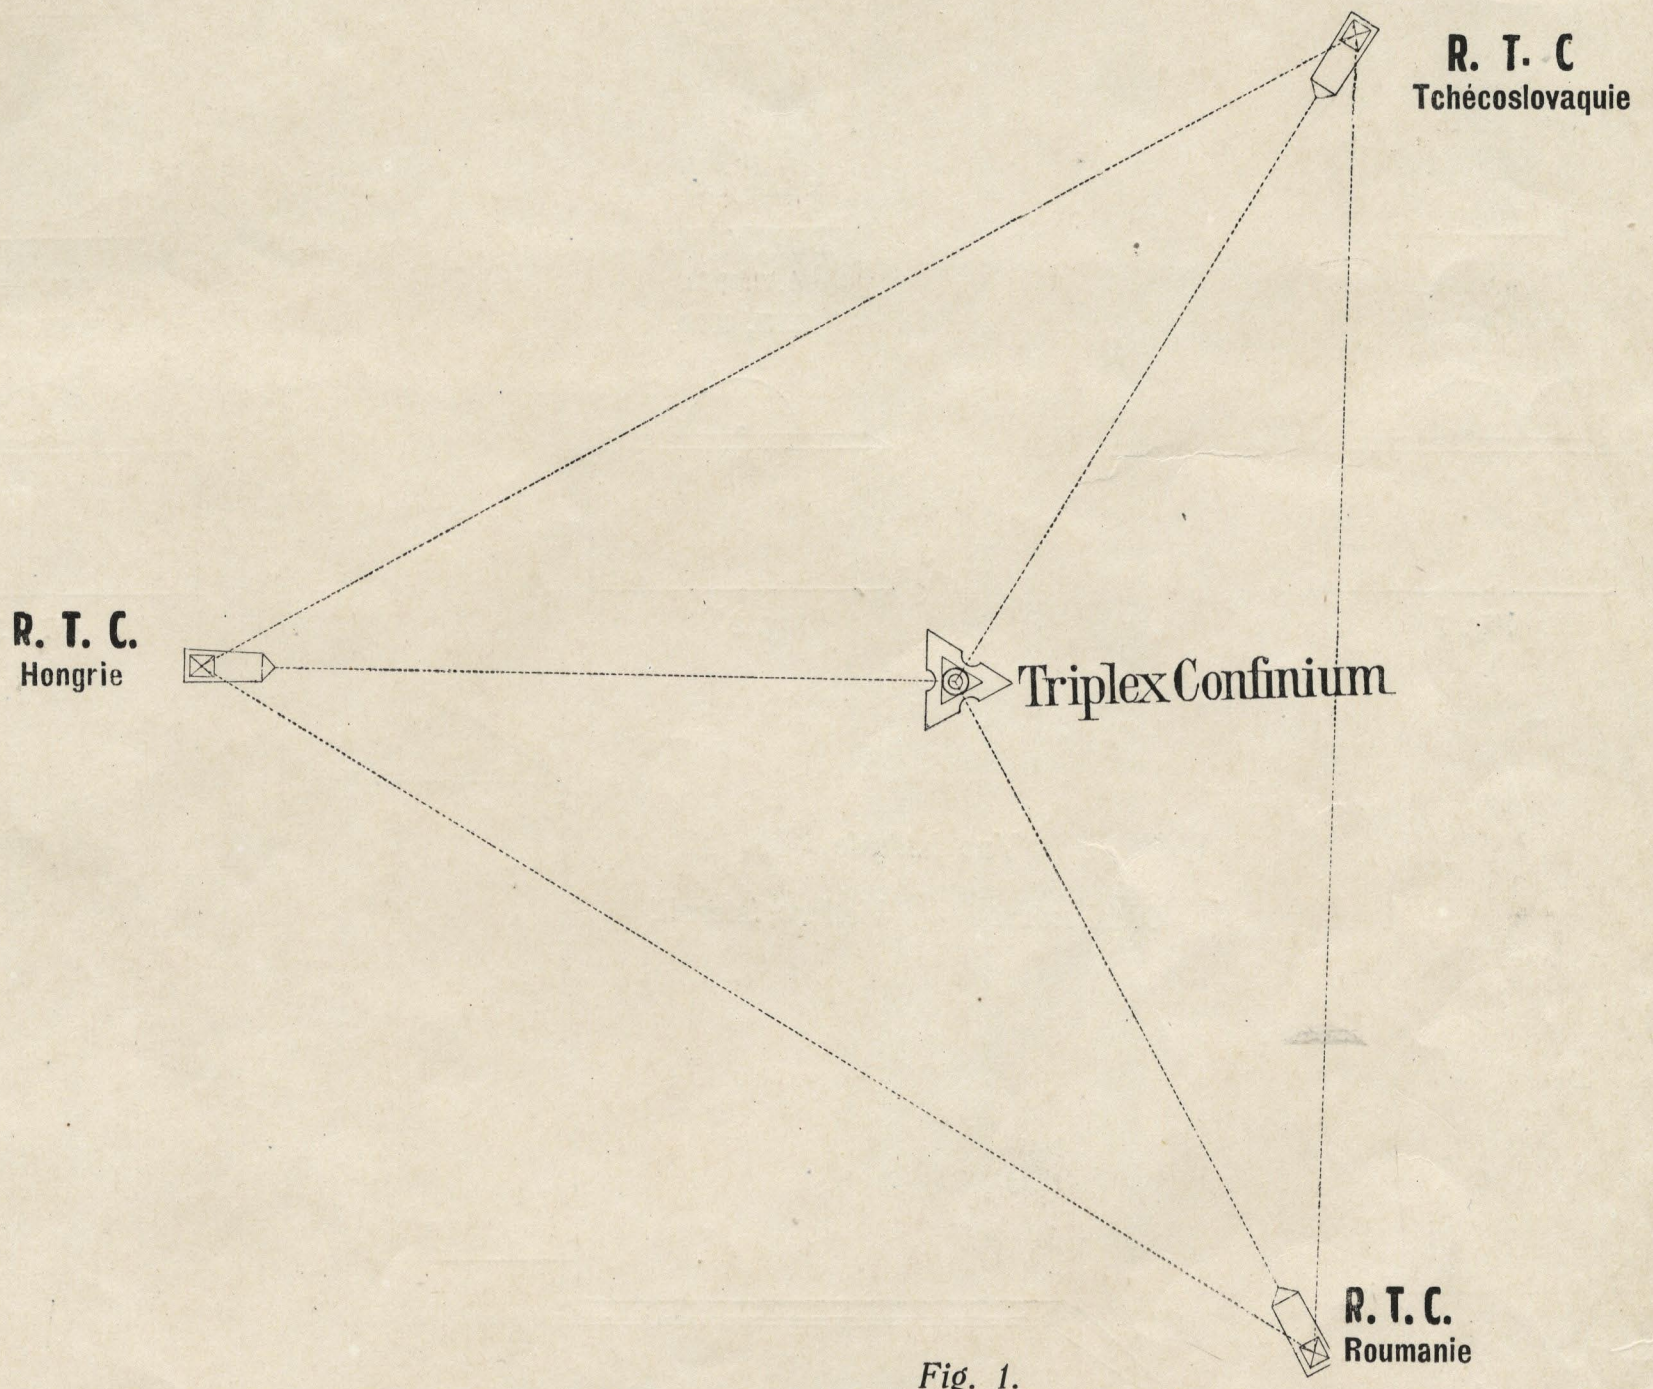 R. T. C
Tchécoslovaquie
R. T. C.
Hongrie
Triplex Confinium
R. T. C.
Roumanie
Fig. 1.